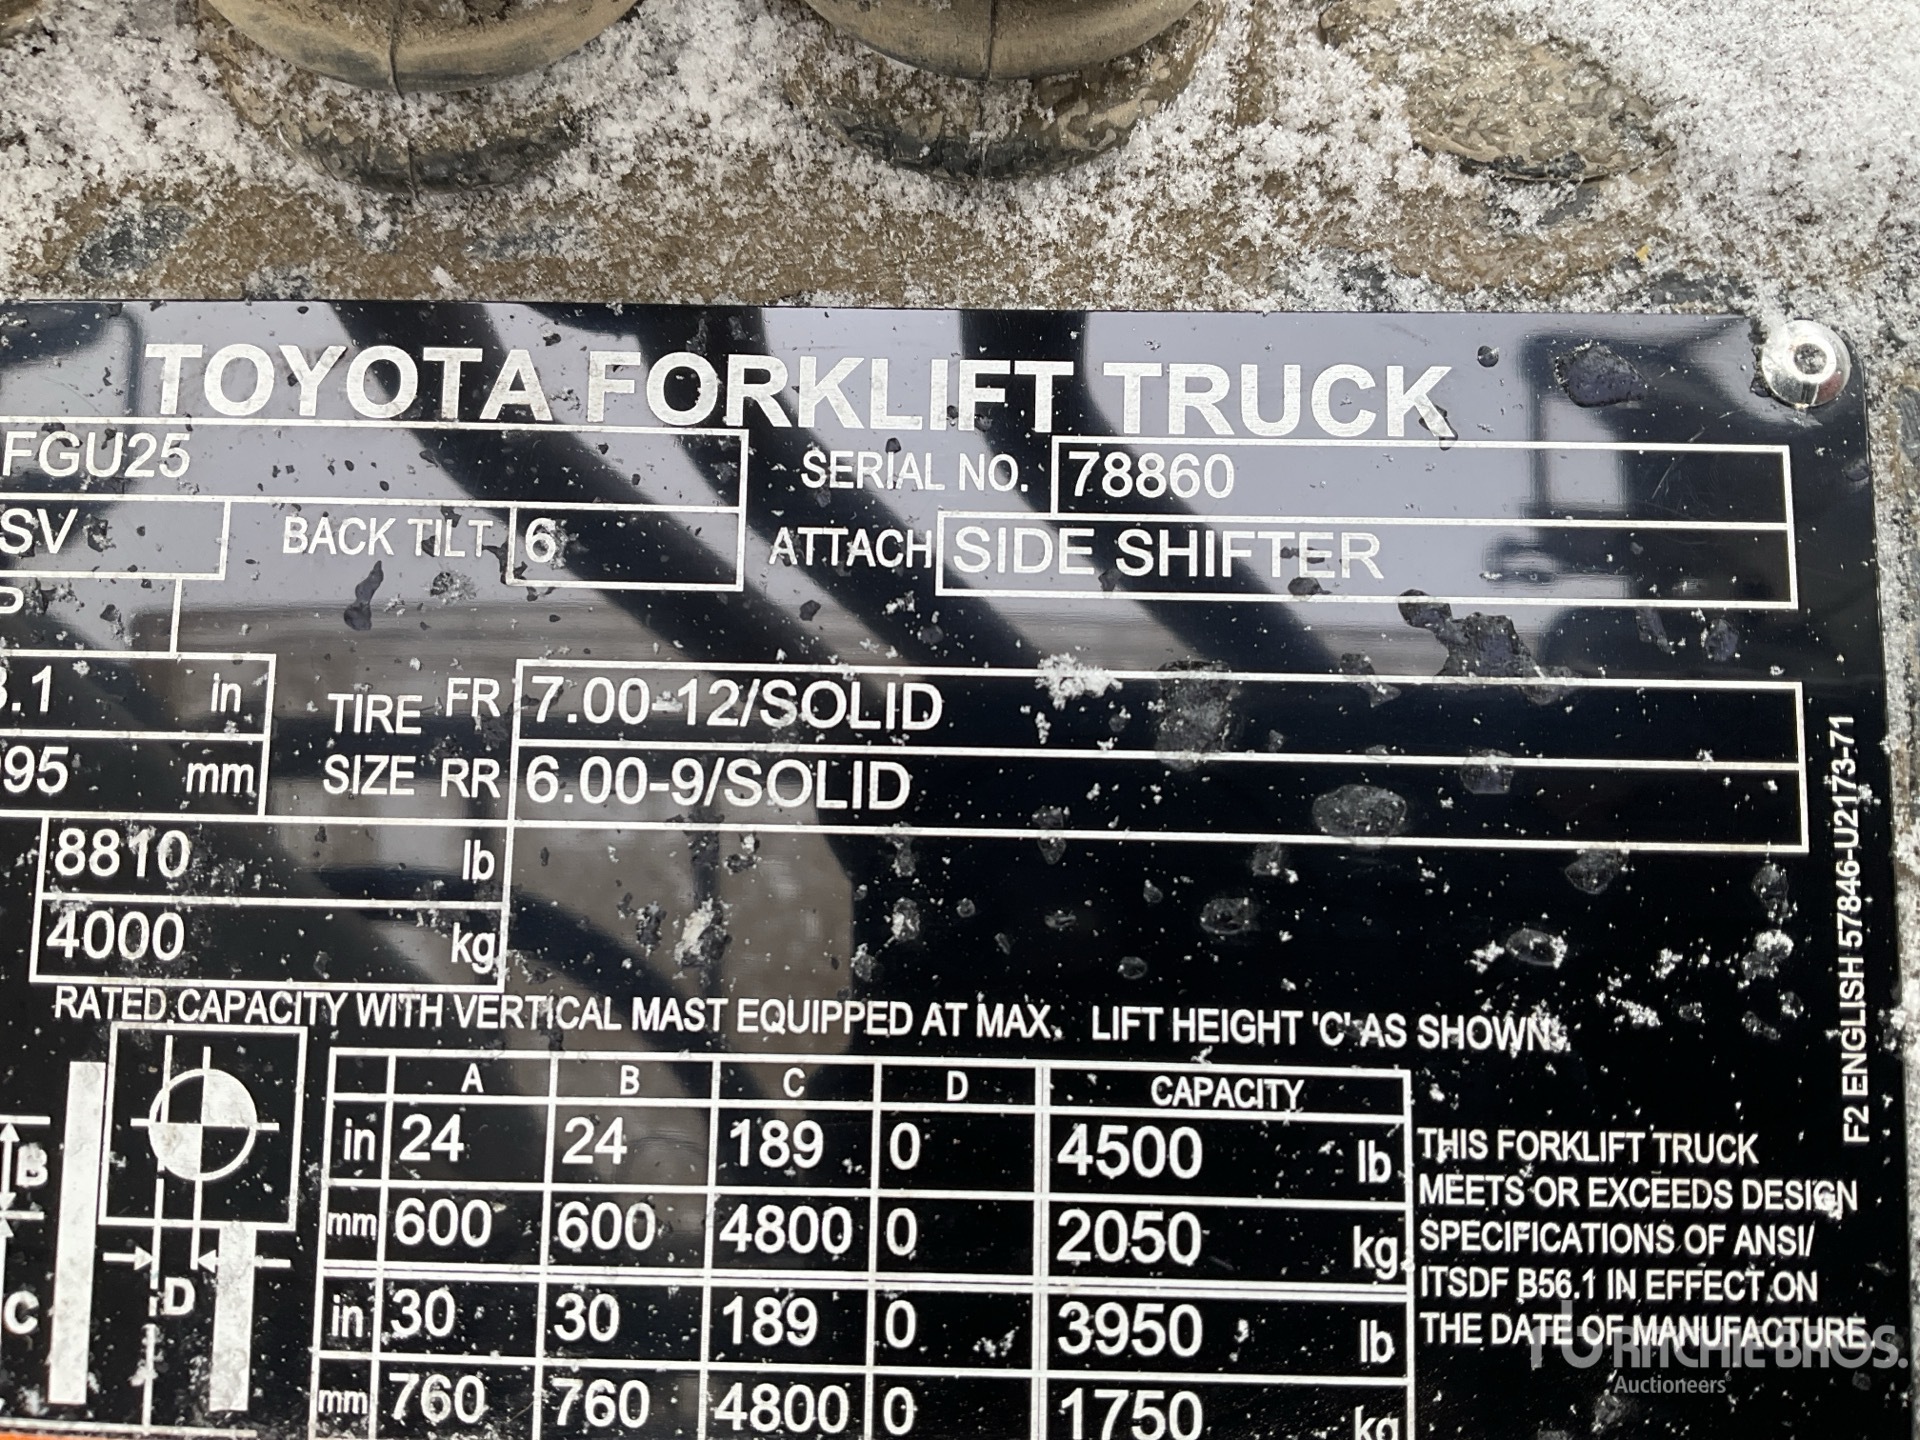 TOYOTA FORKLIFT TRUCK
FGU25
SERIAL NO. 78860
SV
BACK TILT 6
ATTACH SIDE SHIFTER
P
3.1 in
TIRE SIZE FR 7.00-12/SOLID
95 mm
RR 6.00-9/SOLID
8810 lb
4000 kg
RATED CAPACITY WITH VERTICAL MAST EQUIPPED AT MAX. LIFT HEIGHT 'C' AS SHOWN.
A B C D CAPACITY
in 24 24 189 0 4500 lb
mm 600 600 4800 0 2050 kg
in 30 30 189 0 3950 lb
mm 760 760 4800 0 1750 kg
B
C
D
THIS FORKLIFT TRUCK
MEETS OR EXCEEDS DESIGN
SPECIFICATIONS OF ANSI/
ITSDF B56.1 IN EFFECT ON
THE DATE OF MANUFACTURE.
F2 ENGLISH 57846-U2173-71
RITCHIE BROS.
Auctioneers